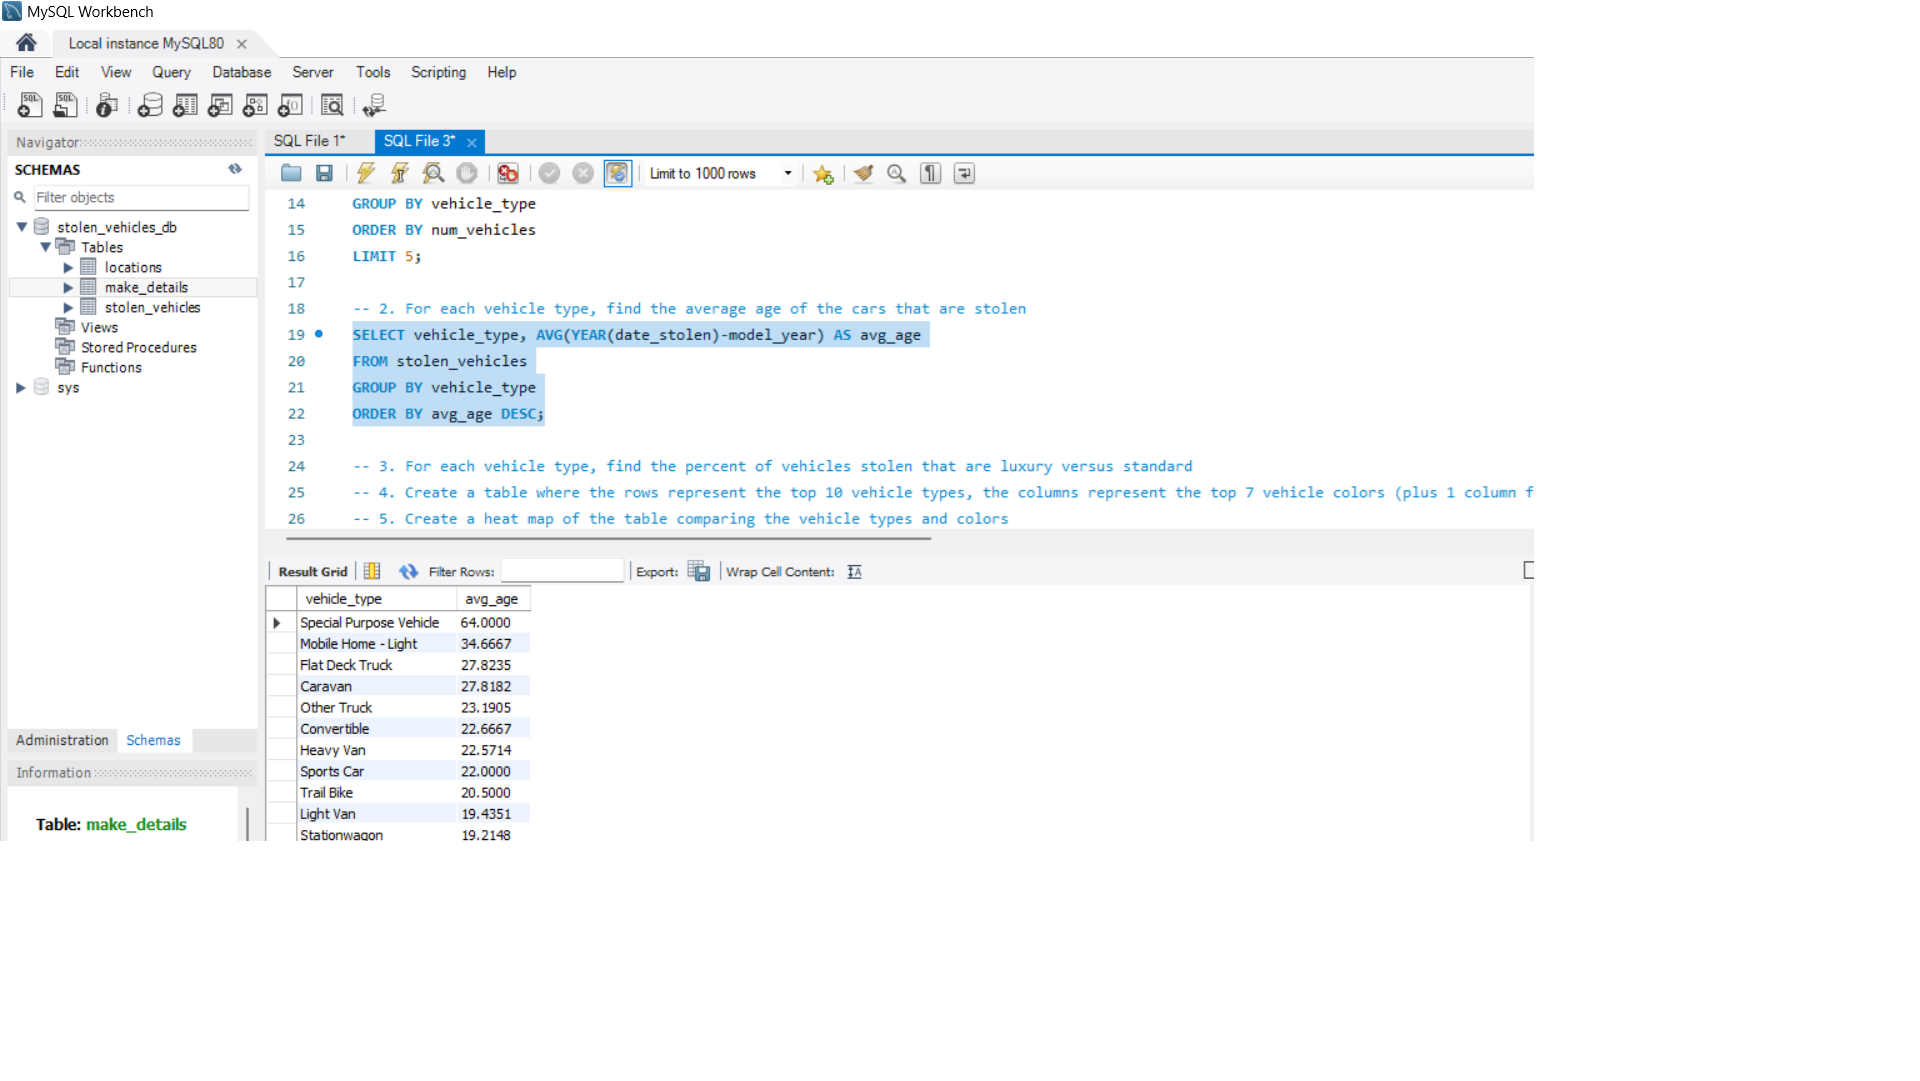 MySQL Workbench
Local instance MySQL80
File Edit View Query Database Server Tools Scripting Help
Navigator
SCHEMAS
Filter objects
stolen_vehicles_db
Tables
locations
make_details
stolen_vehicles
Views
Stored Procedures
Functions
sys
Administration Schemas
Information
Table: make_details
SQL File 1* SQL File 3*
Limit to 1000 rows
14 GROUP BY vehicle_type
15 ORDER BY num_vehicles
16 LIMIT 5;
17
18 -- 2. For each vehicle type, find the average age of the cars that are stolen
19 SELECT vehicle_type, AVG(YEAR(date_stolen)-model_year) AS avg_age
20 FROM stolen_vehicles
21 GROUP BY vehicle_type
22 ORDER BY avg_age DESC;
23
24 -- 3. For each vehicle type, find the percent of vehicles stolen that are luxury versus standard
25 -- 4. Create a table where the rows represent the top 10 vehicle types, the columns represent the top 7 vehicle colors (plus 1 column f
26 -- 5. Create a heat map of the table comparing the vehicle types and colors
Result Grid Filter Rows: Export: Wrap Cell Content:
vehicle_type avg_age
Special Purpose Vehicle 64.0000
Mobile Home - Light 34.6667
Flat Deck Truck 27.8235
Caravan 27.8182
Other Truck 23.1905
Convertible 22.6667
Heavy Van 22.5714
Sports Car 22.0000
Trail Bike 20.5000
Light Van 19.4351
Stationwagon 19.2148